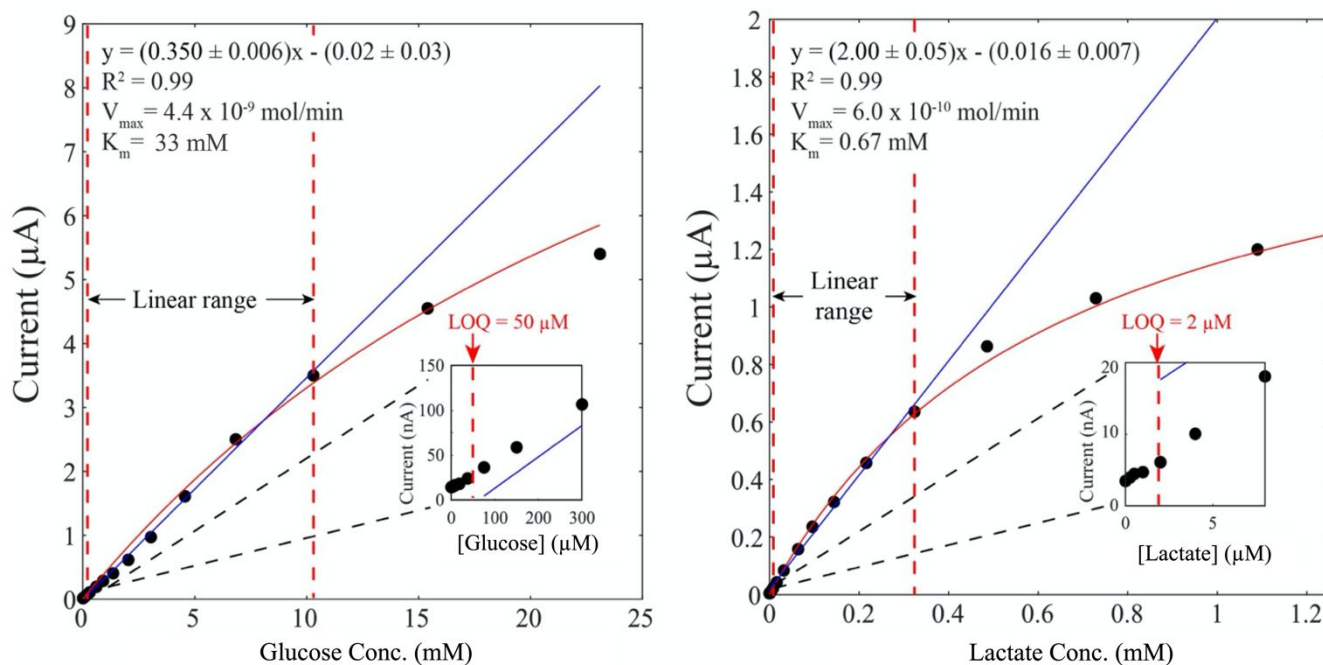 y = (0.350 ± 0.006)x - (0.02 ± 0.03)
R² = 0.99
Vmax = 4.4 x 10⁻⁹ mol/min
Km = 33 mM
Linear range
LOQ = 50 µM
Current (µA)
9
8
7
6
5
4
3
2
1
0
0 5 10 15 20 25
Glucose Conc. (mM)
Current (nA)
150
100
50
0
0 100 200 300
[Glucose] (µM)
y = (2.00 ± 0.05)x - (0.016 ± 0.007)
R² = 0.99
Vmax = 6.0 x 10⁻¹⁰ mol/min
Km = 0.67 mM
Linear
range
LOQ = 2 µM
Current (µA)
2
1.8
1.6
1.4
1.2
1
0.8
0.6
0.4
0.2
0
0 0.2 0.4 0.6 0.8 1 1.2
Lactate Conc. (mM)
Current (nA)
20
10
0
0 5
[Lactate] (µM)